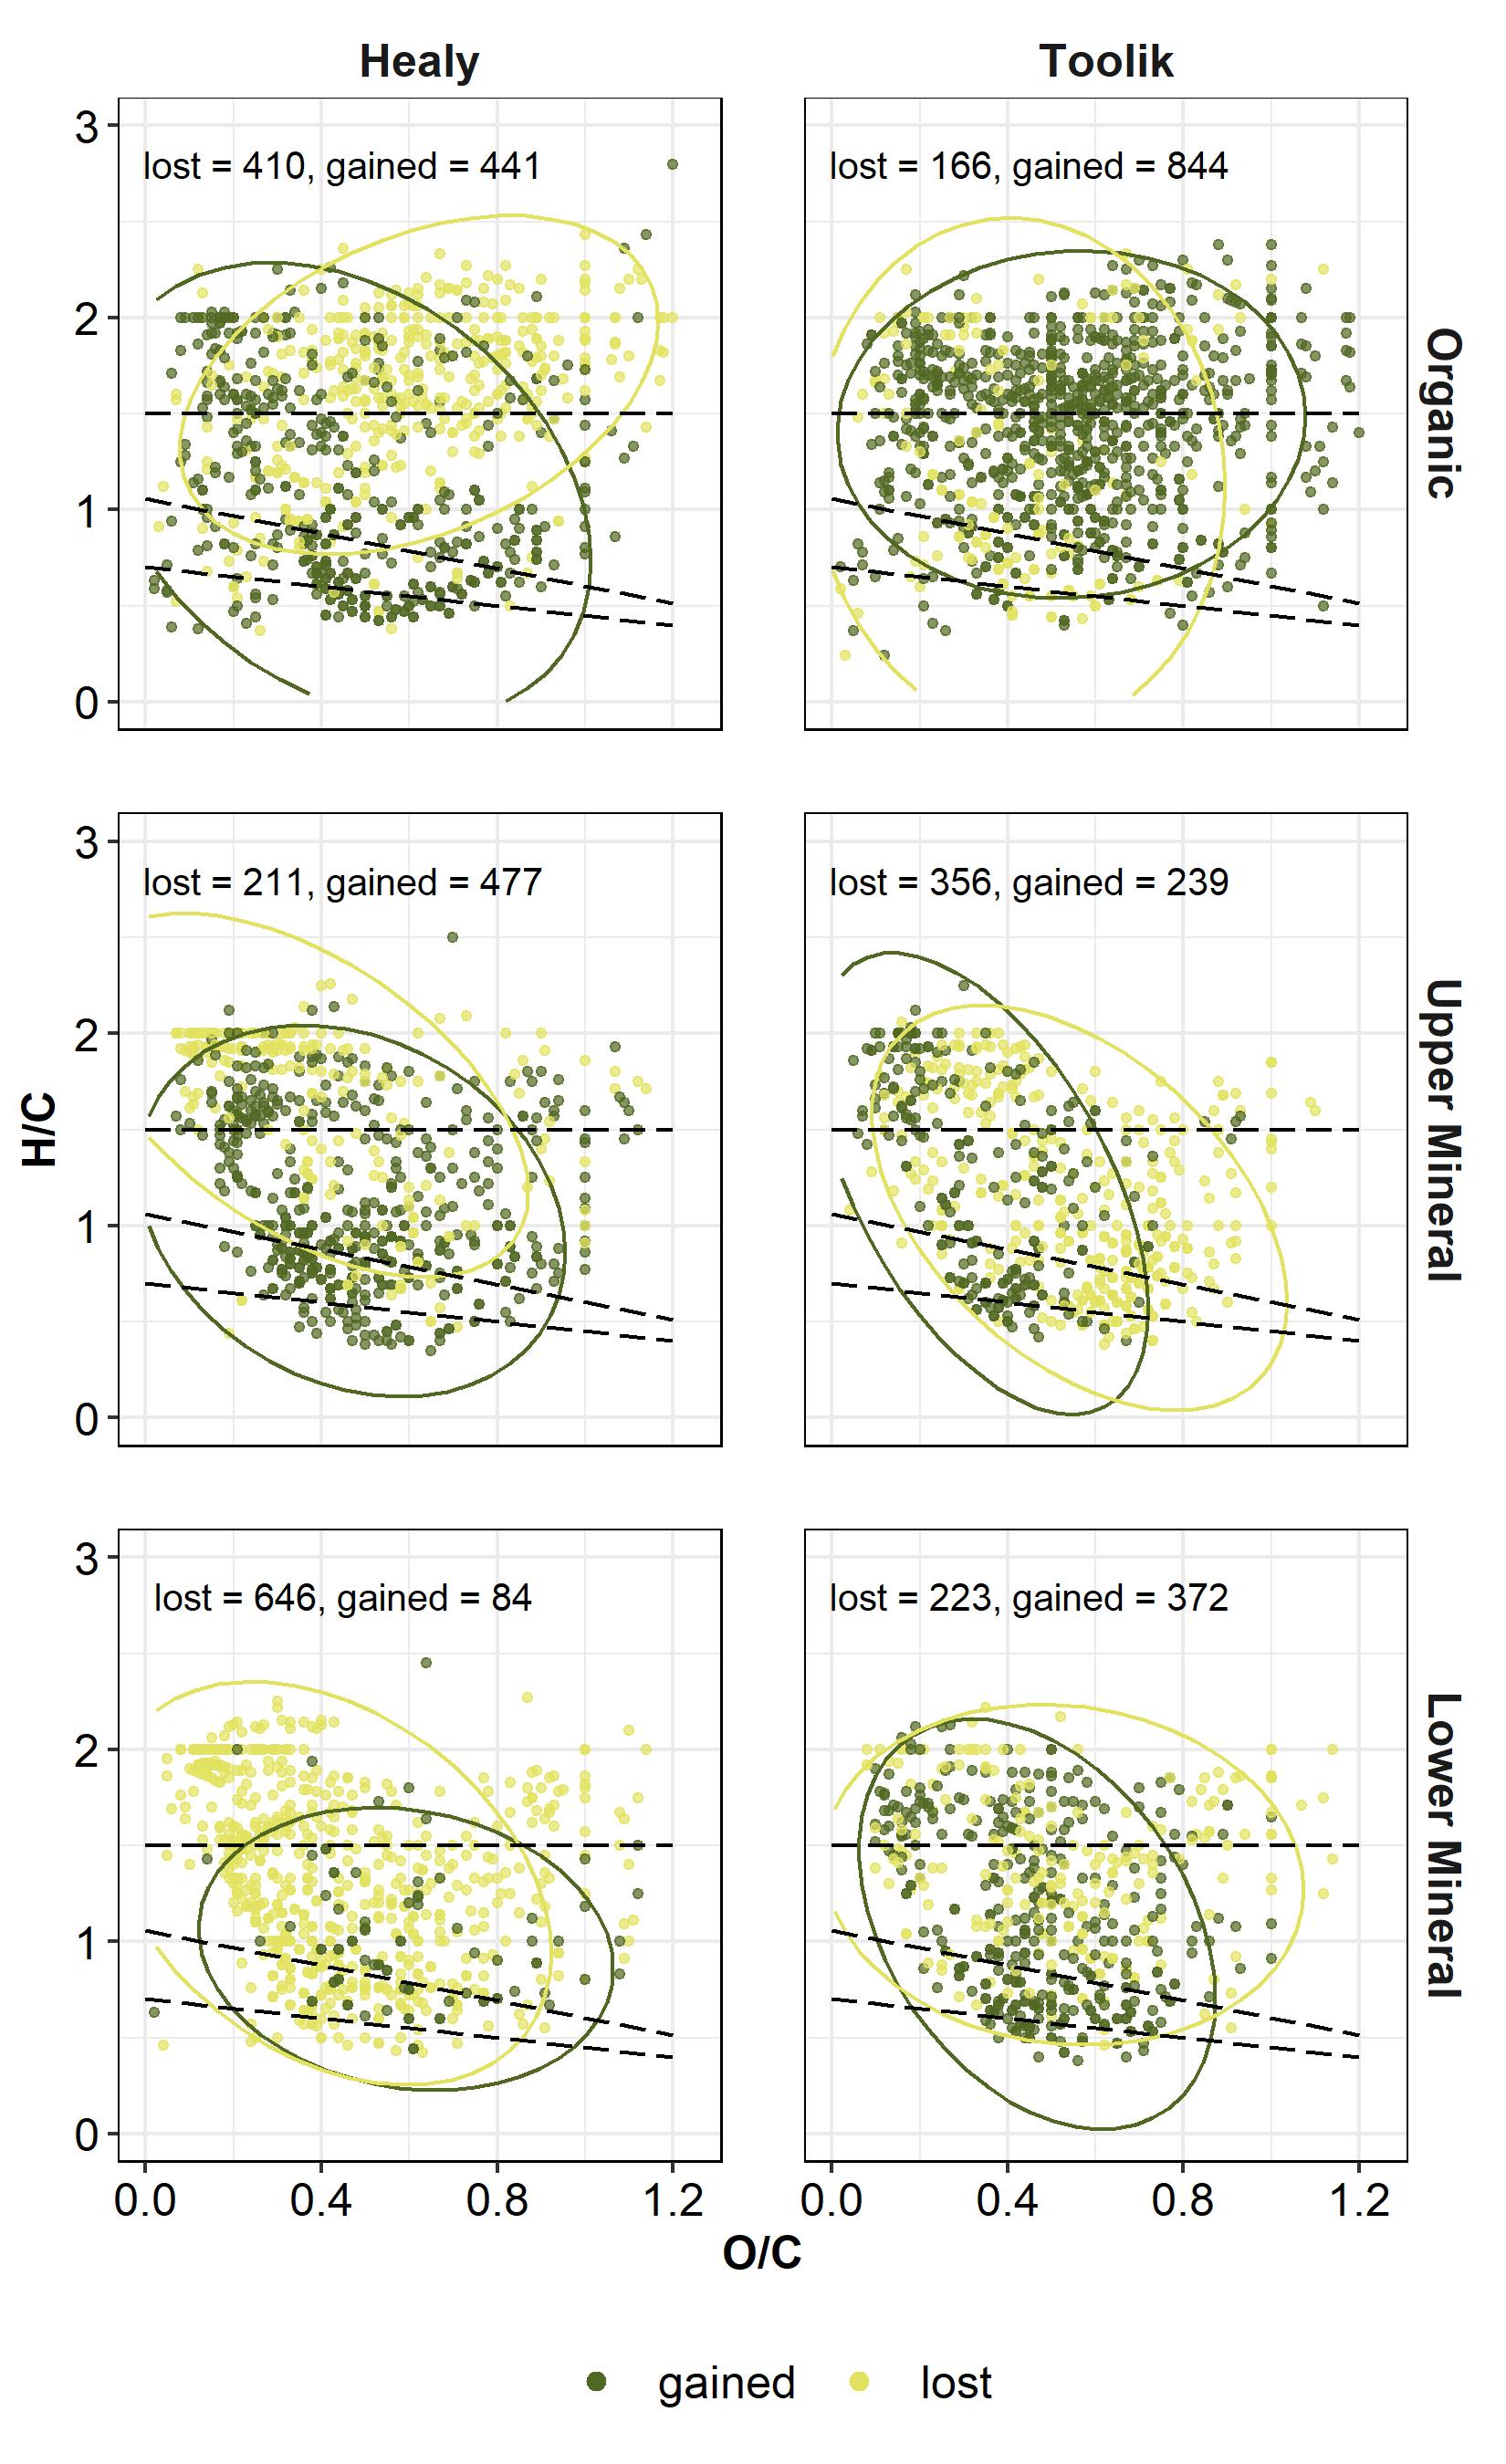 Healy Toolik
3
lost = 410, gained = 441
lost = 166, gained = 844
2
1
0
Organic
3
lost = 211, gained = 477
lost = 356, gained = 239
2
1
0
Upper Mineral
H/C
3
lost = 646, gained = 84
lost = 223, gained = 372
2
1
0
Lower Mineral
0.0 0.4 0.8 1.2 0.0 0.4 0.8 1.2
O/C
gained lost